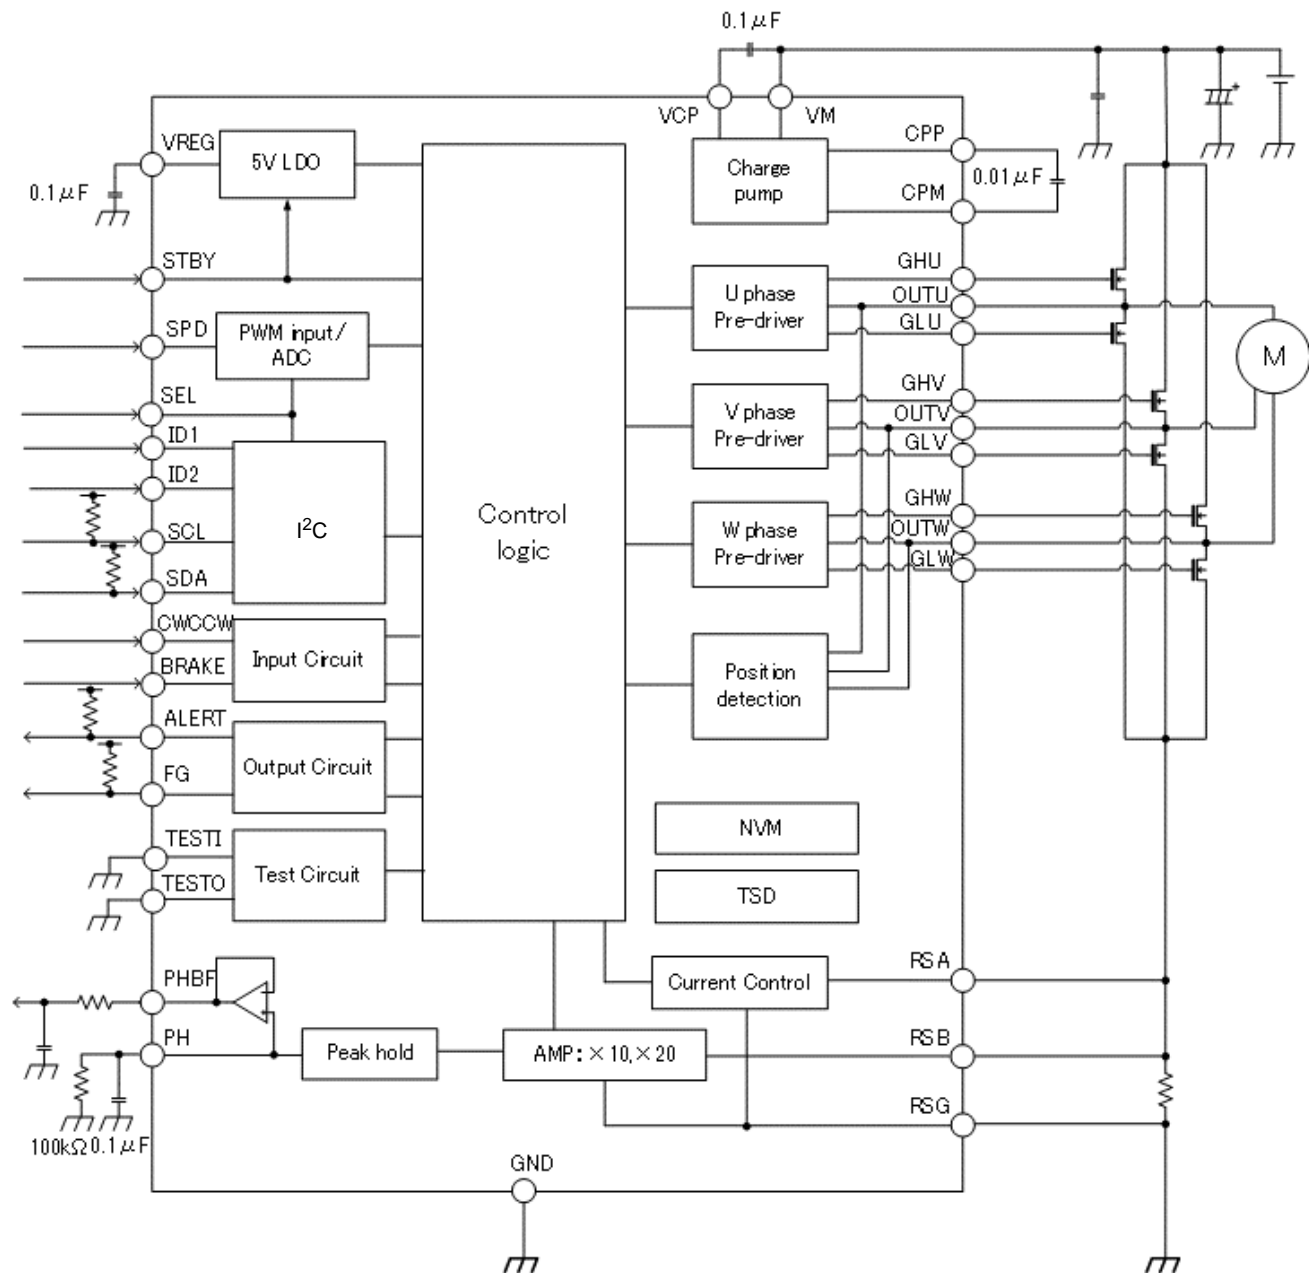 0.1μF
VCP
VM
VREG
5V LDO
0.1μF
Charge
pump
CPP
0.01μF
CPM
STBY
GHU
U phase
Pre-driver
OUTU
GLU
SPD
PWM input/
ADC
M
SEL
GHV
V phase
Pre-driver
OUTV
GLV
ID1
ID2
I²C
SCL
SDA
Control
logic
GHW
W phase
Pre-driver
OUTW
GLW
CWCCW
Input Circuit
BRAKE
Position
detection
ALERT
Output Circuit
FG
NVM
TESTI
Test Circuit
TESTO
TSD
PHBF
RSA
Current Control
PH
Peak hold
AMP:×10,×20
RSB
RSG
100kΩ
0.1μF
GND